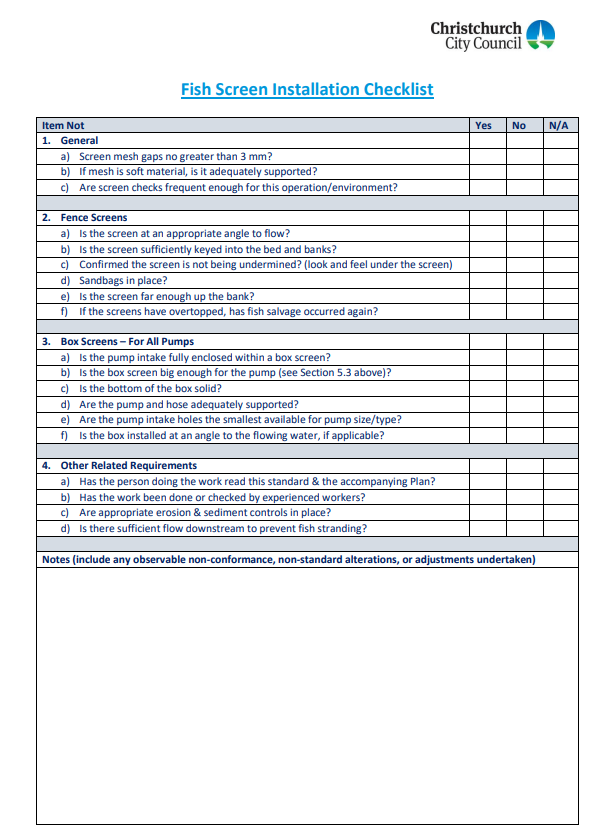 Christchurch
City Council
Fish Screen Installation Checklist
Item Not Yes No N/A
1. General
a) Screen mesh gaps no greater than 3 mm?
b) If mesh is soft material, is it adequately supported?
c) Are screen checks frequent enough for this operation/environment?
2. Fence Screens
a) Is the screen at an appropriate angle to flow?
b) Is the screen sufficiently keyed into the bed and banks?
c) Confirmed the screen is not being undermined? (look and feel under the screen)
d) Sandbags in place?
e) Is the screen far enough up the bank?
f) If the screens have overtopped, has fish salvage occurred again?
3. Box Screens – For All Pumps
a) Is the pump intake fully enclosed within a box screen?
b) Is the box screen big enough for the pump (see Section 5.3 above)?
c) Is the bottom of the box solid?
d) Are the pump and hose adequately supported?
e) Are the pump intake holes the smallest available for pump size/type?
f) Is the box installed at an angle to the flowing water, if applicable?
4. Other Related Requirements
a) Has the person doing the work read this standard & the accompanying Plan?
b) Has the work been done or checked by experienced workers?
c) Are appropriate erosion & sediment controls in place?
d) Is there sufficient flow downstream to prevent fish stranding?
Notes (include any observable non-conformance, non-standard alterations, or adjustments undertaken)